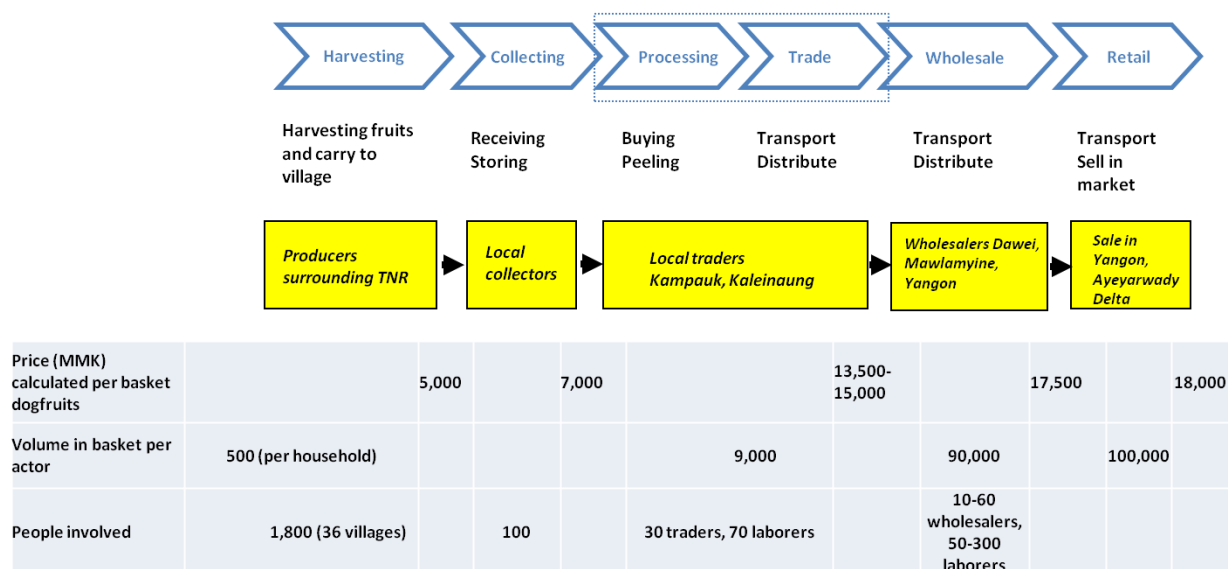 Harvesting
Collecting
Processing
Trade
Wholesale
Retail
Harvesting fruits
and carry to
village
Receiving
Storing
Buying
Peeling
Transport
Distribute
Transport
Distribute
Transport
Sell in
market
Producers
surrounding TNR
Local
collectors
Local traders
Kampauk, Kaleinaung
Wholesalers Dawei,
Mawlamyine,
Yangon
Sale in
Yangon,
Ayeyarwady
Delta
Price (MMK)
calculated per basket
dogfruits
5,000
7,000
13,500-
15,000
17,500
18,000
Volume in basket per
actor
500 (per household)
9,000
90,000
100,000
People involved
1,800 (36 villages)
100
30 traders, 70 laborers
10-60
wholesalers,
50-300
laborers